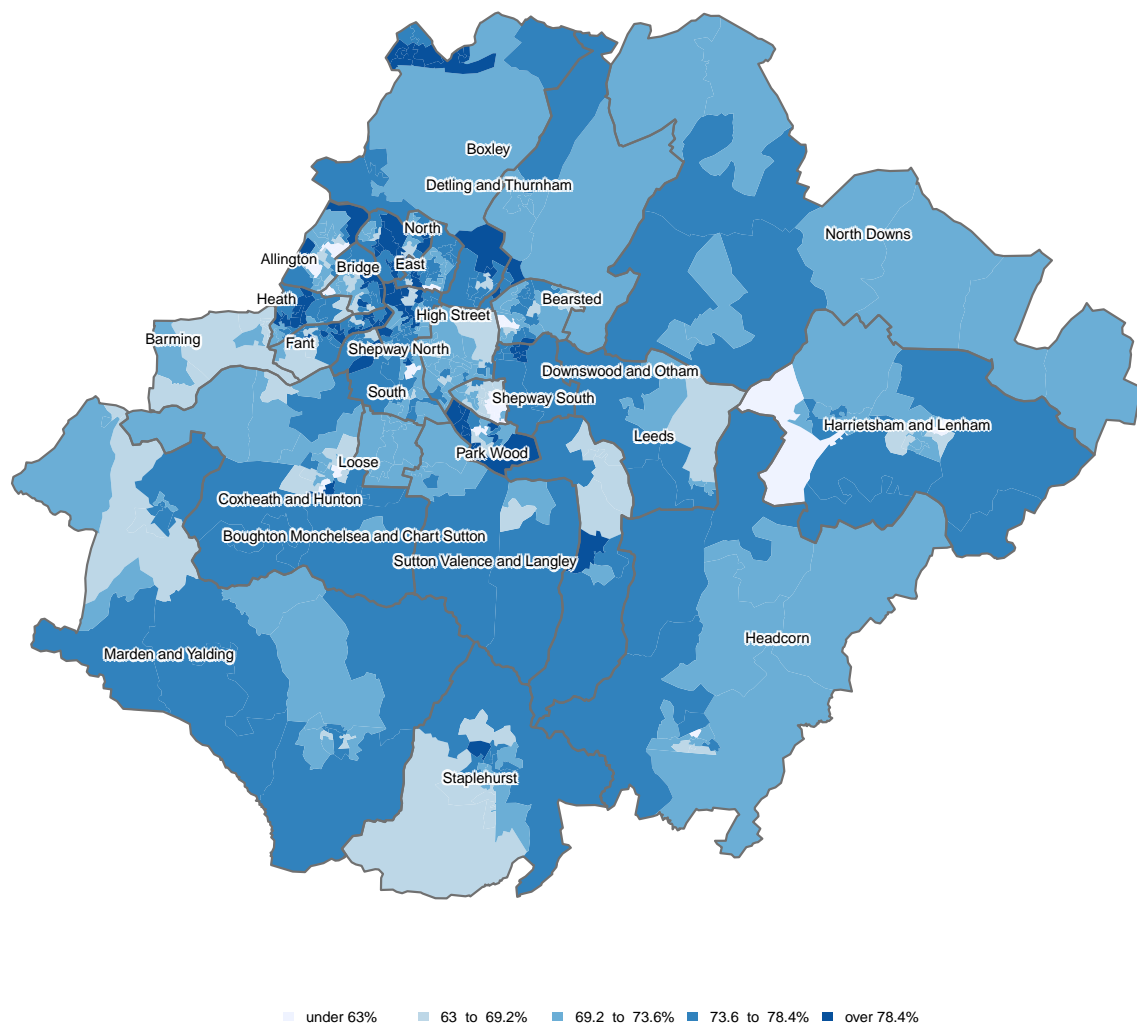 Boxley
Detling and Thurnham
North
North Downs
Allington
Bridge
East
Heath
Bearsted
High Street
Barming
Fant
Shepway North
Downswood and Otham
South
Shepway South
Harrietsham and Lenham
Leeds
Loose
Park Wood
Coxheath and Hunton
Boughton Monchelsea and Chart Sutton
Sutton Valence and Langley
Headcorn
Marden and Yalding
Staplehurst
under 63% 63 to 69.2% 69.2 to 73.6% 73.6 to 78.4% over 78.4%